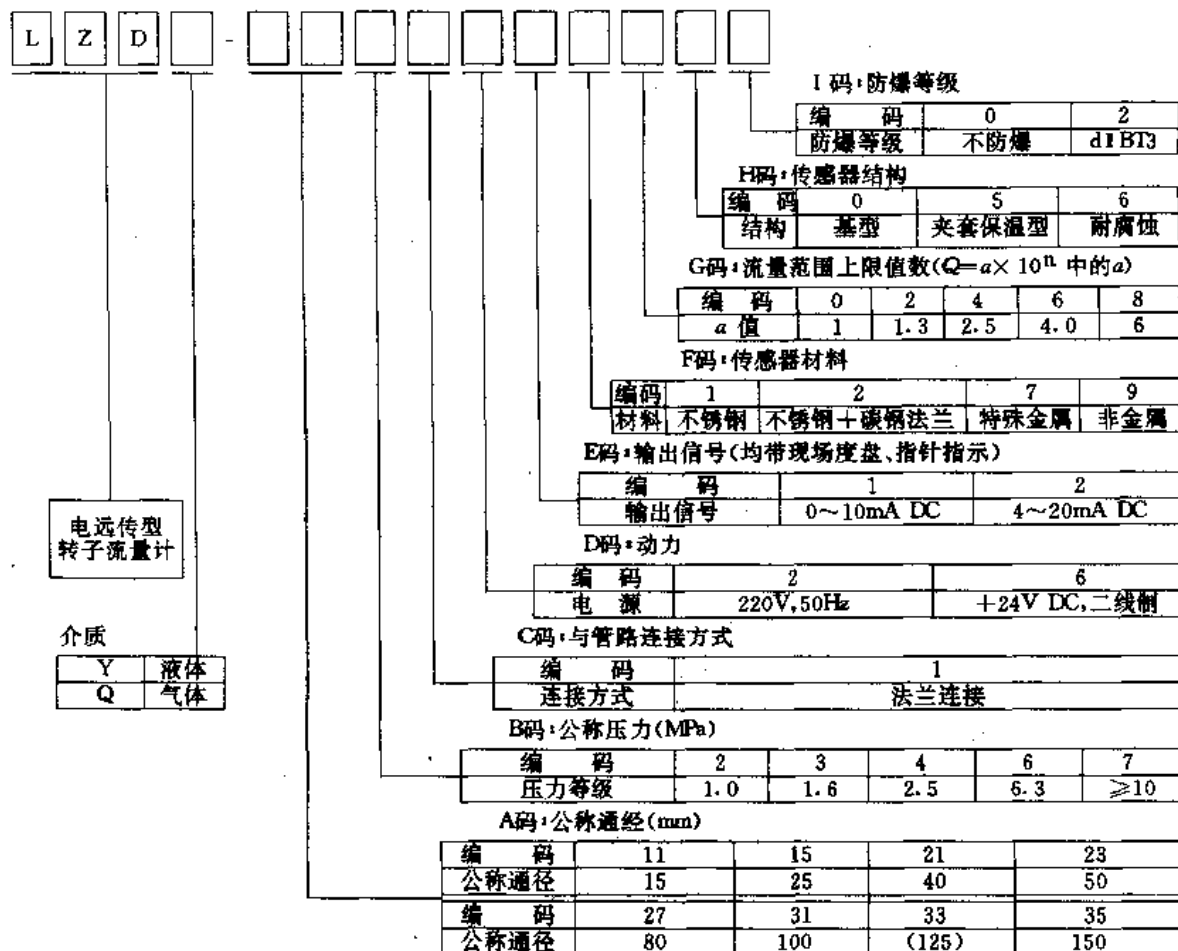 L Z D -
I码:防爆等级
编 码 0 2
防爆等级 不防爆 dⅡBT3
H码:传感器结构
编 码 0 5 6
结构 基型 夹套保温型 耐腐蚀
G码:流量范围上限值数(Q=a×10ⁿ 中的a)
编 码 0 2 4 6 8
a 值 1 1.3 2.5 4.0 6
F码:传感器材料
编码 1 2 7 9
材料 不锈钢 不锈钢+碳钢法兰 特殊金属 非金属
E码:输出信号(均带现场度盘、指针指示)
编 码 1 2
输出信号 0~10mA DC 4~20mA DC
电远传型
转子流量计
D码:动力
编 码 2 6
电 源 220V,50Hz +24V DC,二线制
介质
Y 液体
Q 气体
C码:与管路连接方式
编 码 1
连接方式 法兰连接
B码:公称压力(MPa)
编 码 2 3 4 6 7
压力等级 1.0 1.6 2.5 6.3 ≥10
A码:公称通经(mm)
编 码 11 15 21 23
公称通径 15 25 40 50
编 码 27 31 33 35
公称通径 80 100 (125) 150